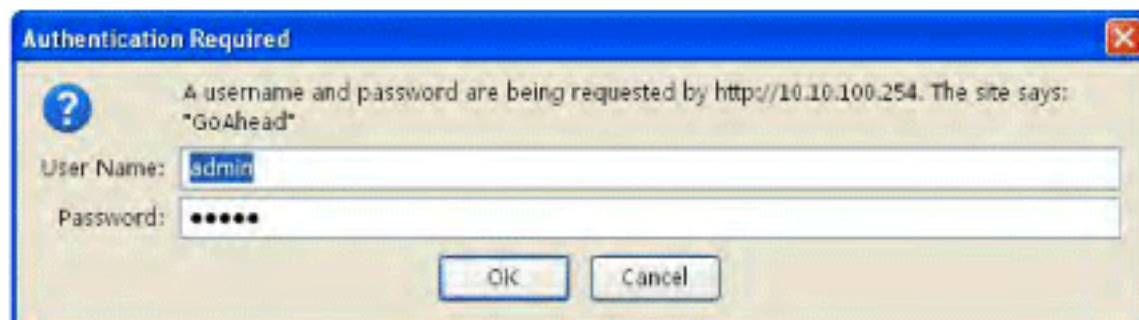 Authentication Required
A username and password are being requested by http://10.10.100.254. The site says:
"GoAhead"
User Name: admin
Password: •••••
OK Cancel